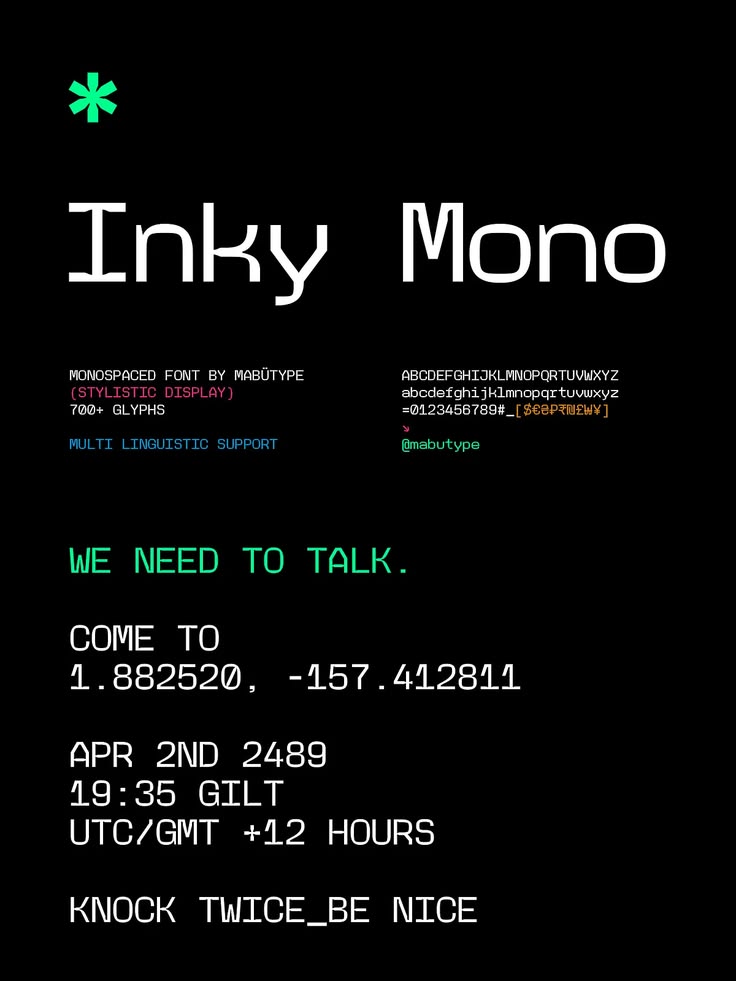 *
Inky Mono
MONOSPACED FONT BY MABÜTYPE
(STYLISTIC DISPLAY)
700+ GLYPHS
MULTI LINGUISTIC SUPPORT
ABCDEFGHIJKLMNOPQRTUVWXYZ
abcdefghijklmnopqrtuvwxyz
=0123456789#_[$€₴₽₹₪£₩¥]
↘
@mabutype
WE NEED TO TALK.
COME TO
1.882520, -157.412811
APR 2ND 2489
19:35 GILT
UTC/GMT +12 HOURS
KNOCK TWICE_BE NICE